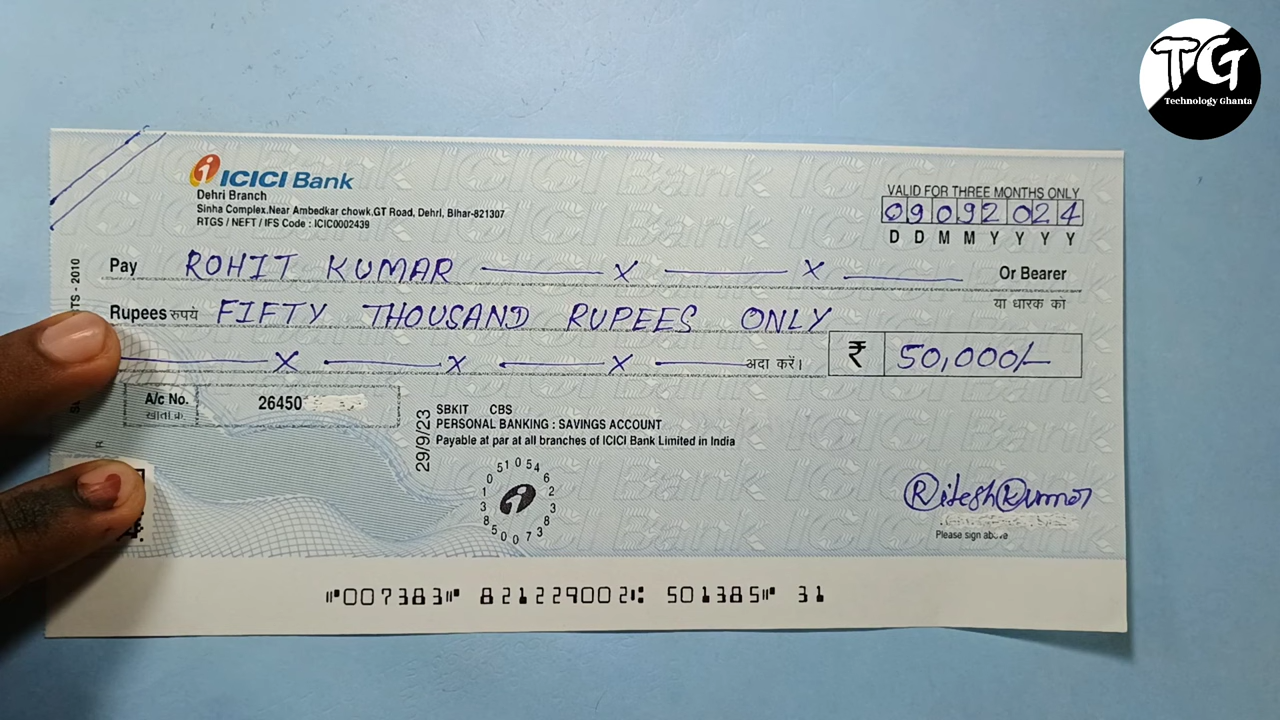 TG
Technology Ghanta
ICICI Bank
Dehri Branch
Sinha Complex,Near Ambedkar chowk,GT Road, Dehri, Bihar-821307
RTGS / NEFT / IFS Code : ICIC0002439
VALID FOR THREE MONTHS ONLY
09092024
D D M M Y Y Y Y
Pay ROHIT KUMAR x x Or Bearer
या धारक को
Rupees रुपये FIFTY THOUSAND RUPEES ONLY
x x x अदा करें। ₹ 50,000/-
A/c No. 26450
खाता क्र.
29/9/23
SBKIT CBS
PERSONAL BANKING : SAVINGS ACCOUNT
Payable at par at all branches of ICICI Bank Limited in India
Ritesh Kumar
Please sign above
- 2010
⑈007383⑈ 821229002⑆ 501385⑈ 31